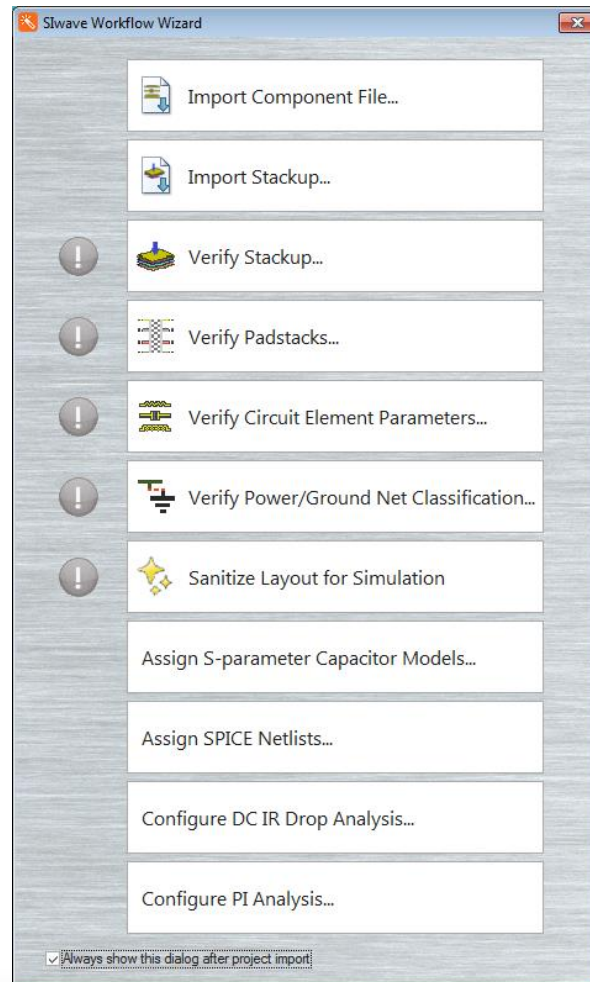 SIwave Workflow Wizard
Import Component File...
Import Stackup...
Verify Stackup...
Verify Padstacks...
Verify Circuit Element Parameters...
Verify Power/Ground Net Classification...
Sanitize Layout for Simulation
Assign S-parameter Capacitor Models...
Assign SPICE Netlists...
Configure DC IR Drop Analysis...
Configure PI Analysis...
Always show this dialog after project import